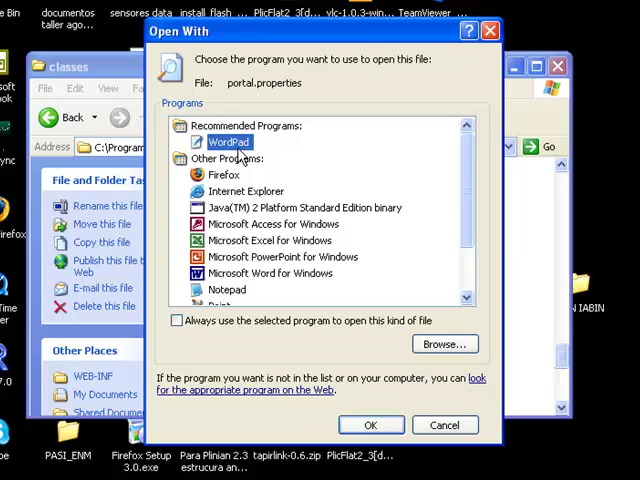 Bin
documentos
sensores data
install_flash_...
PlicFlat2_3[d...
vlc-1.0.3-win...
TeamViewer
taller ago...
Open With
Choose the program you want to use to open this file:
File: portal.properties
Programs
Recommended Programs:
WordPad
Other Programs:
Firefox
Internet Explorer
Java(TM) 2 Platform Standard Edition binary
Microsoft Access for Windows
Microsoft Excel for Windows
Microsoft PowerPoint for Windows
Microsoft Word for Windows
Notepad
Paint
Always use the selected program to open this kind of file
Browse...
If the program you want is not in the list or on your computer, you can look
for the appropriate program on the Web.
OK
Cancel
classes
File Edit View
Back
Address C:\Program
Go
File and Folder Ta
Rename this file
Move this file
Copy this file
Publish this file to
Web
E-mail this file
Delete this file
Other Places
WEB-INF
My Documents
Shared Documents
IABIN
PASI_ENM
Firefox Setup
3.0.exe
Para Plinian 2.3
estrucura an...
tapirlink-0.6.zip
PlicFlat2_3[d...